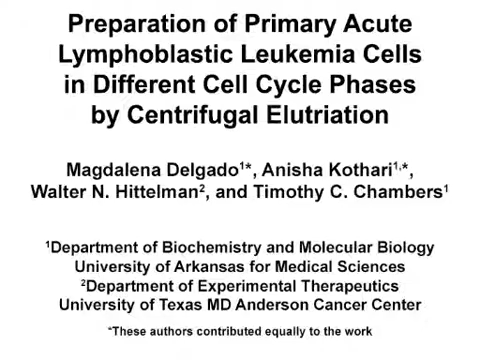 Preparation of Primary Acute
Lymphoblastic Leukemia Cells
in Different Cell Cycle Phases
by Centrifugal Elutriation
Magdalena Delgado¹*, Anisha Kothari¹,*,
Walter N. Hittelman², and Timothy C. Chambers¹
¹Department of Biochemistry and Molecular Biology
University of Arkansas for Medical Sciences
²Department of Experimental Therapeutics
University of Texas MD Anderson Cancer Center
*These authors contributed equally to the work